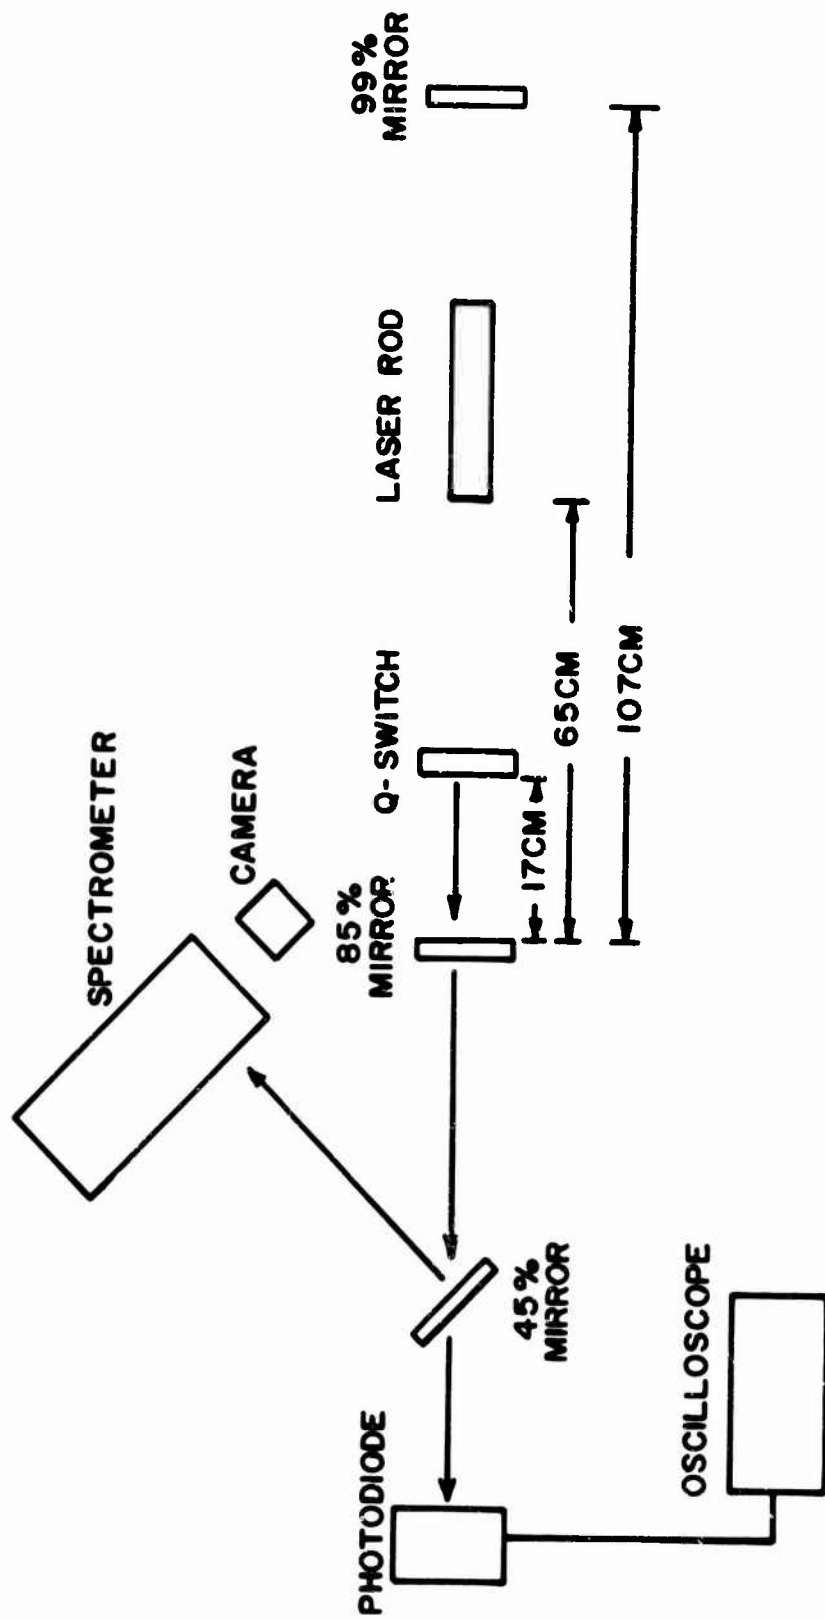 SPECTROMETER
CAMERA
PHOTODIODE
45%
MIRROR
85%
MIRROR
Q-SWITCH
LASER ROD
99%
MIRROR
17CM
65CM
107CM
OSCILLOSCOPE